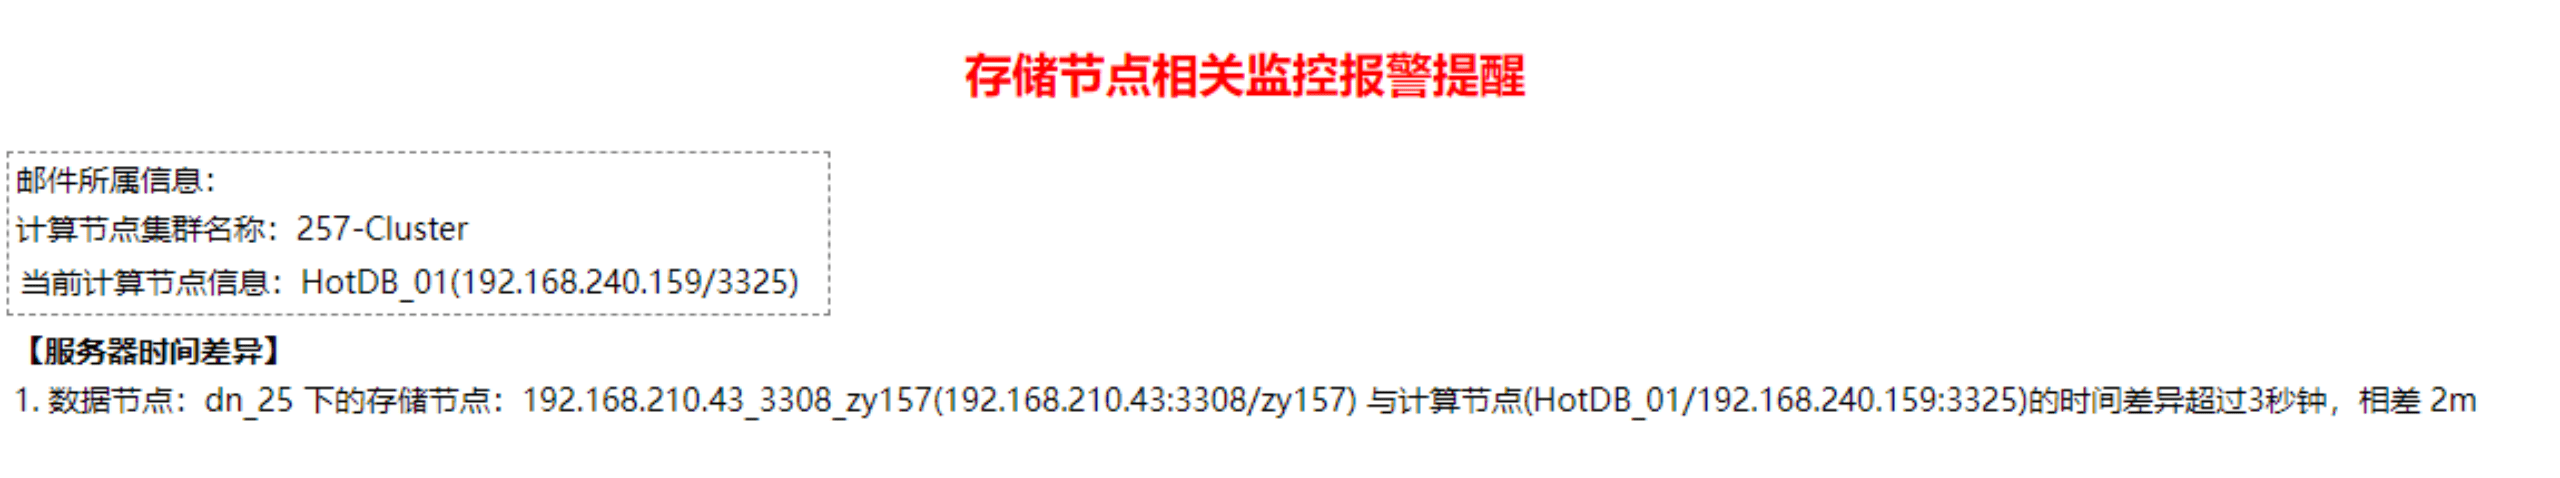 存储节点相关监控报警提醒
邮件所属信息：
计算节点集群名称：257-Cluster
当前计算节点信息：HotDB_01(192.168.240.159/3325)
【服务器时间差异】
1. 数据节点：dn_25 下的存储节点：192.168.210.43_3308_zy157(192.168.210.43:3308/zy157) 与计算节点(HotDB_01/192.168.240.159:3325)的时间差异超过3秒钟，相差 2m